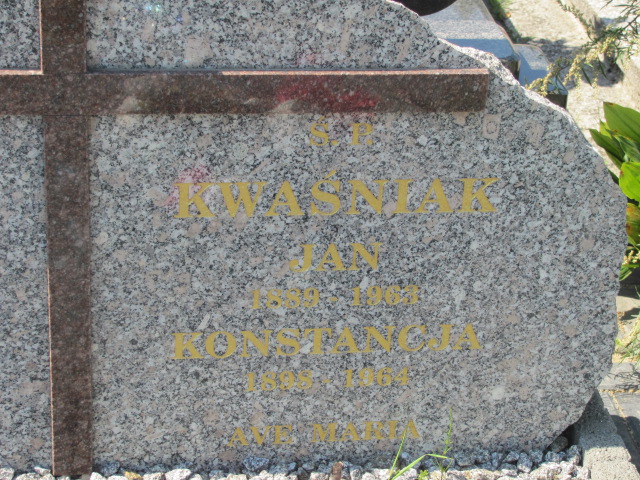 Ś. P.
KWAŚNIAK
JAN
1889 - 1963
KONSTANCJA
1898 - 1964
AVE MARIA